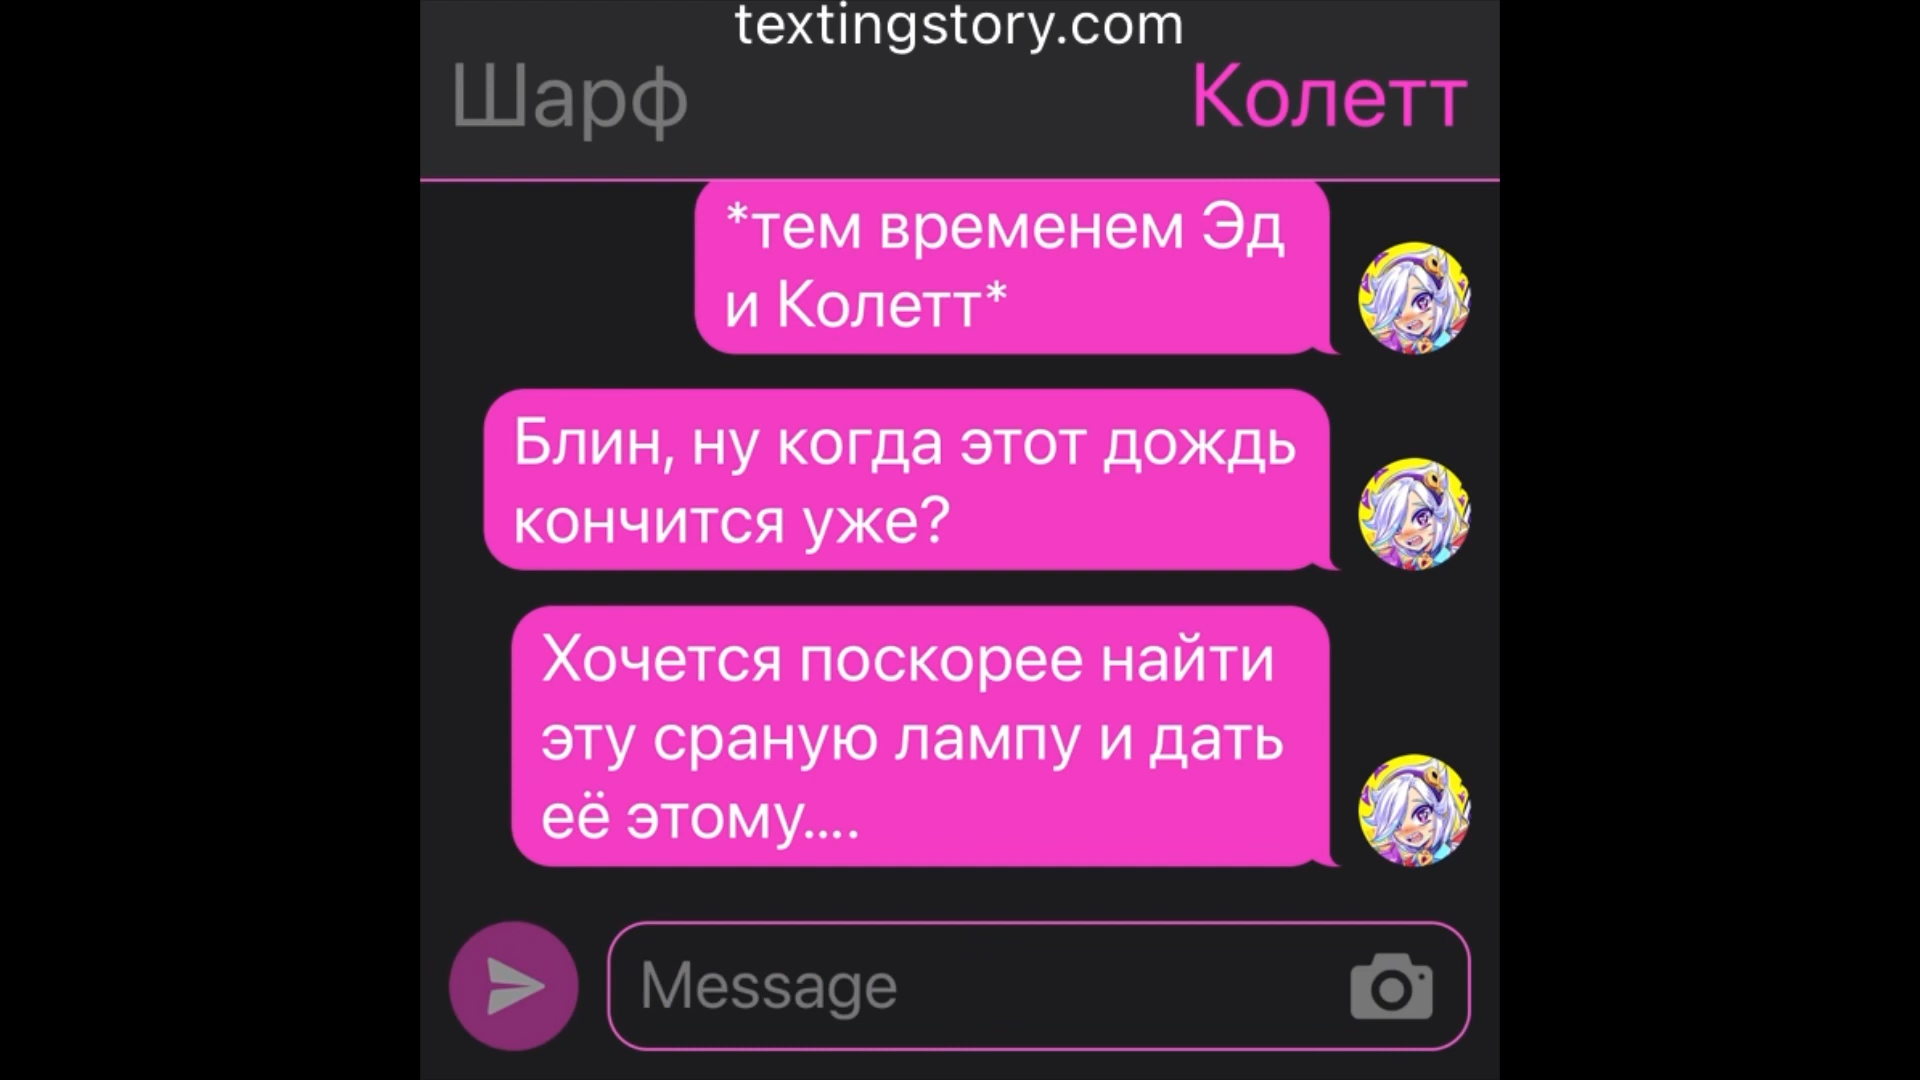 textingstory.com
Шарф
Колетт
*тем временем Эд
и Колетт*
Блин, ну когда этот дождь
кончится уже?
Хочется поскорее найти
эту сраную лампу и дать
её этому....
Message